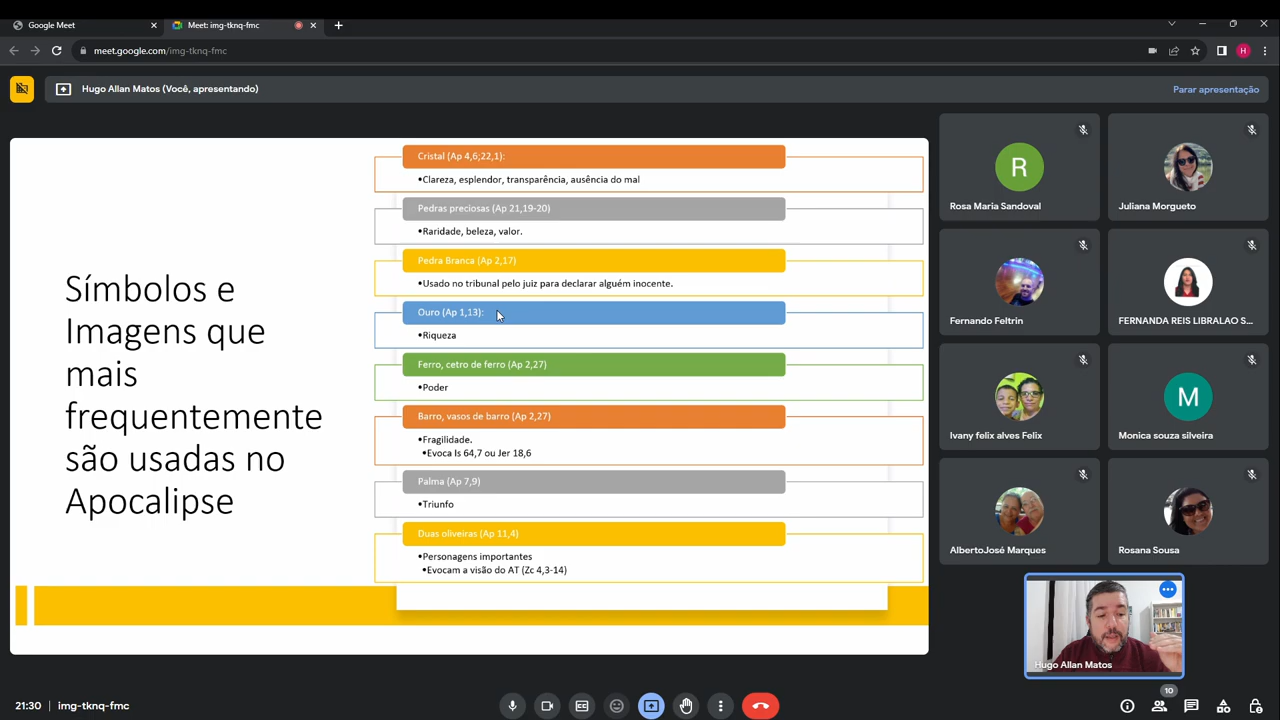 Google Meet
Meet: img-tknq-fmc
meet.google.com/img-tknq-fmc
H
Hugo Allan Matos (Você, apresentando)
Parar apresentação
Símbolos e
Imagens que
mais
frequentemente
são usadas no
Apocalipse
Cristal (Ap 4,6;22,1):
•Clareza, esplendor, transparência, ausência do mal
Pedras preciosas (Ap 21,19-20)
•Raridade, beleza, valor.
Pedra Branca (Ap 2,17)
•Usado no tribunal pelo juiz para declarar alguém inocente.
Ouro (Ap 1,13):
•Riqueza
Ferro, cetro de ferro (Ap 2,27)
•Poder
Barro, vasos de barro (Ap 2,27)
•Fragilidade.
•Evoca Is 64,7 ou Jer 18,6
Palma (Ap 7,9)
•Triunfo
Duas oliveiras (Ap 11,4)
•Personagens importantes
•Evocam a visão do AT (Zc 4,3-14)
R
Rosa Maria Sandoval
Juliana Morgueto
Fernando Feltrin
FERNANDA REIS LIBRALAO S...
Ivany felix alves Felix
M
Monica souza silveira
AlbertoJosé Marques
Rosana Sousa
Hugo Allan Matos
21:30
img-tknq-fmc
10